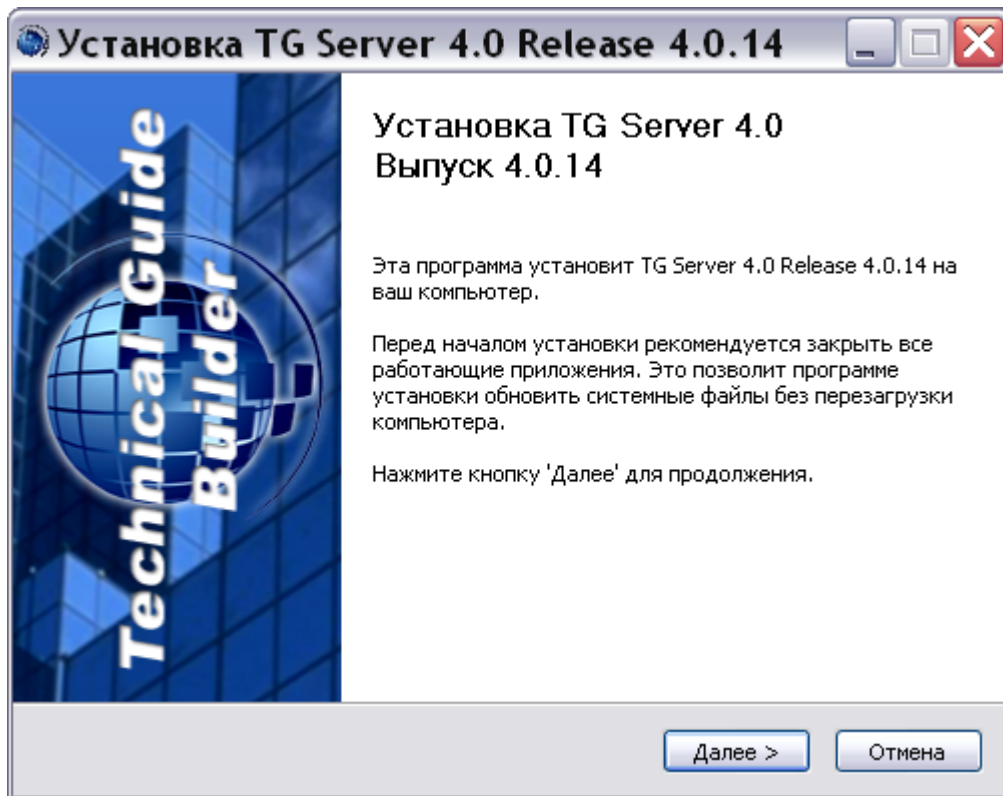 Установка TG Server 4.0 Release 4.0.14
Technical Guide
Builder
Установка TG Server 4.0
Выпуск 4.0.14
Эта программа установит TG Server 4.0 Release 4.0.14 на
ваш компьютер.
Перед началом установки рекомендуется закрыть все
работающие приложения. Это позволит программе
установки обновить системные файлы без перезагрузки
компьютера.
Нажмите кнопку 'Далее' для продолжения.
Далее >
Отмена